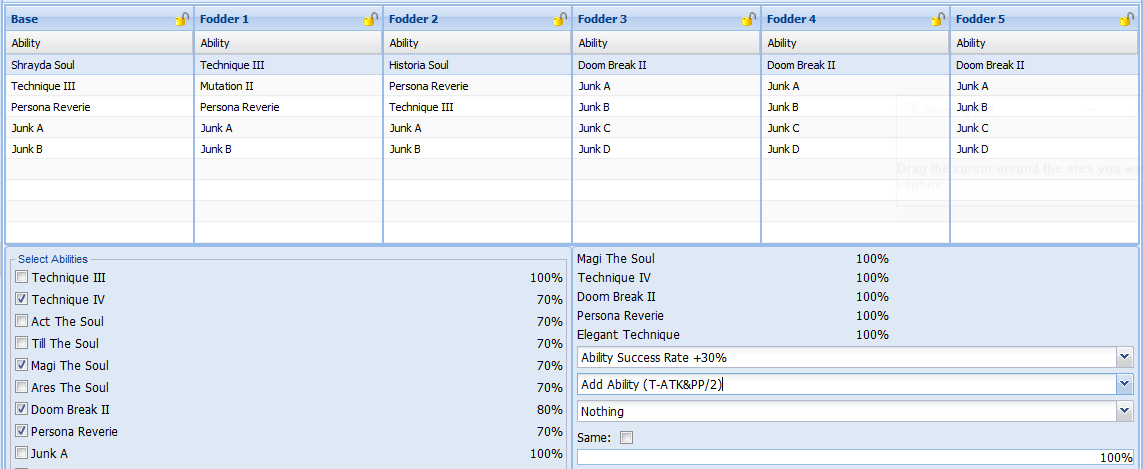 Base Fodder 1 Fodder 2 Fodder 3 Fodder 4 Fodder 5
Ability Ability Ability Ability Ability Ability
Shrayda Soul Technique III Historia Soul Doom Break II Doom Break II Doom Break II
Technique III Mutation II Persona Reverie Junk A Junk A Junk A
Persona Reverie Persona Reverie Technique III Junk B Junk B Junk B
Junk A Junk A Junk A Junk C Junk C Junk C
Junk B Junk B Junk B Junk D Junk D Junk D
Drag the cursor around the area you wa
capture.
Select Abilities
Technique III 100%
Technique IV 70%
Act The Soul 70%
Till The Soul 70%
Magi The Soul 70%
Ares The Soul 70%
Doom Break II 80%
Persona Reverie 70%
Junk A 100%
Magi The Soul 100%
Technique IV 100%
Doom Break II 100%
Persona Reverie 100%
Elegant Technique 100%
Ability Success Rate +30%
Add Ability (T-ATK&PP/2)
Nothing
Same:
100%